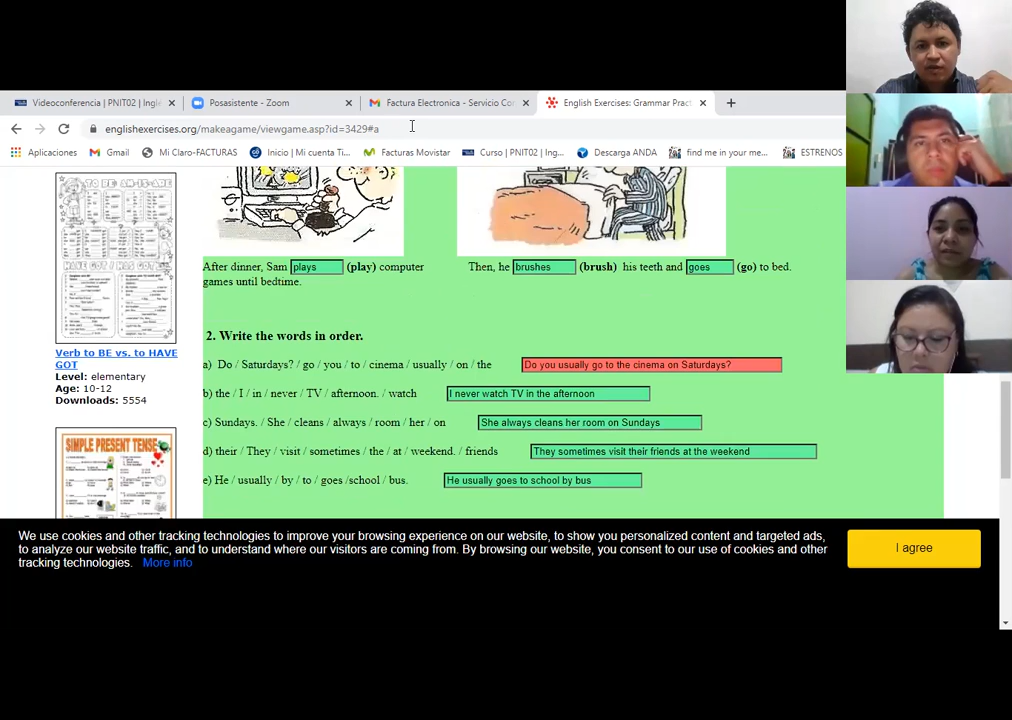 Videoconferencia | PNIT02 | Ingl
Posasistente - Zoom
Factura Electronica - Servicio Co
English Exercises: Grammar Pract
englishexercises.org/makeagame/viewgame.asp?id=3429#a
Aplicaciones
Gmail
Mi Claro-FACTURAS
Inicio | Mi cuenta Ti...
Facturas Movistar
Curso | PNIT02 | Ing...
Descarga ANDA
find me in your me...
ESTRENOS
TO BE AM-IS-ARE
HAVE GOT / HAS GOT
Verb to BE vs. to HAVE
GOT
Level: elementary
Age: 10-12
Downloads: 5554
SIMPLE PRESENT TENSE
After dinner, Sam plays (play) computer
games until bedtime.
Then, he brushes (brush) his teeth and goes (go) to bed.
2. Write the words in order.
a) Do / Saturdays? / go / you / to / cinema / usually / on / the Do you usually go to the cinema on Saturdays?
b) the / I / in / never / TV / afternoon. / watch I never watch TV in the afternoon
c) Sundays. / She / cleans / always / room / her / on She always cleans her room on Sundays
d) their / They / visit / sometimes / the / at / weekend. / friends They sometimes visit their friends at the weekend
e) He / usually / by / to / goes /school / bus. He usually goes to school by bus
We use cookies and other tracking technologies to improve your browsing experience on our website, to show you personalized content and targeted ads,
to analyze our website traffic, and to understand where our visitors are coming from. By browsing our website, you consent to our use of cookies and other
tracking technologies. More info
I agree